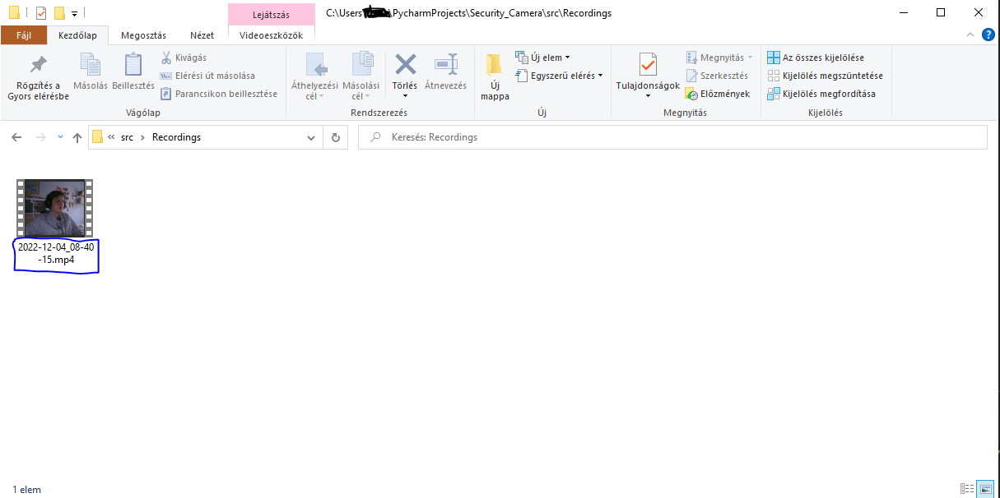 Lejátszás
C:\Users\ \PycharmProjects\Security_Camera\src\Recordings
Fájl
Kezdőlap
Megosztás
Nézet
Videoeszközök
Rögzítés a
Gyors elérésbe
Másolás
Beillesztés
Kivágás
Elérési út másolása
Parancsikon beillesztése
Vágólap
Áthelyezési
cél
Másolási
cél
Törlés
Átnevezés
Rendszerezés
Új
mappa
Új elem
Egyszerű elérés
Új
Tulajdonságok
Megnyitás
Szerkesztés
Előzmények
Megnyitás
Az összes kijelölése
Kijelölés megszüntetése
Kijelölés megfordítása
Kijelölés
« src › Recordings
Keresés: Recordings
2022-12-04_08-40
-15.mp4
1 elem